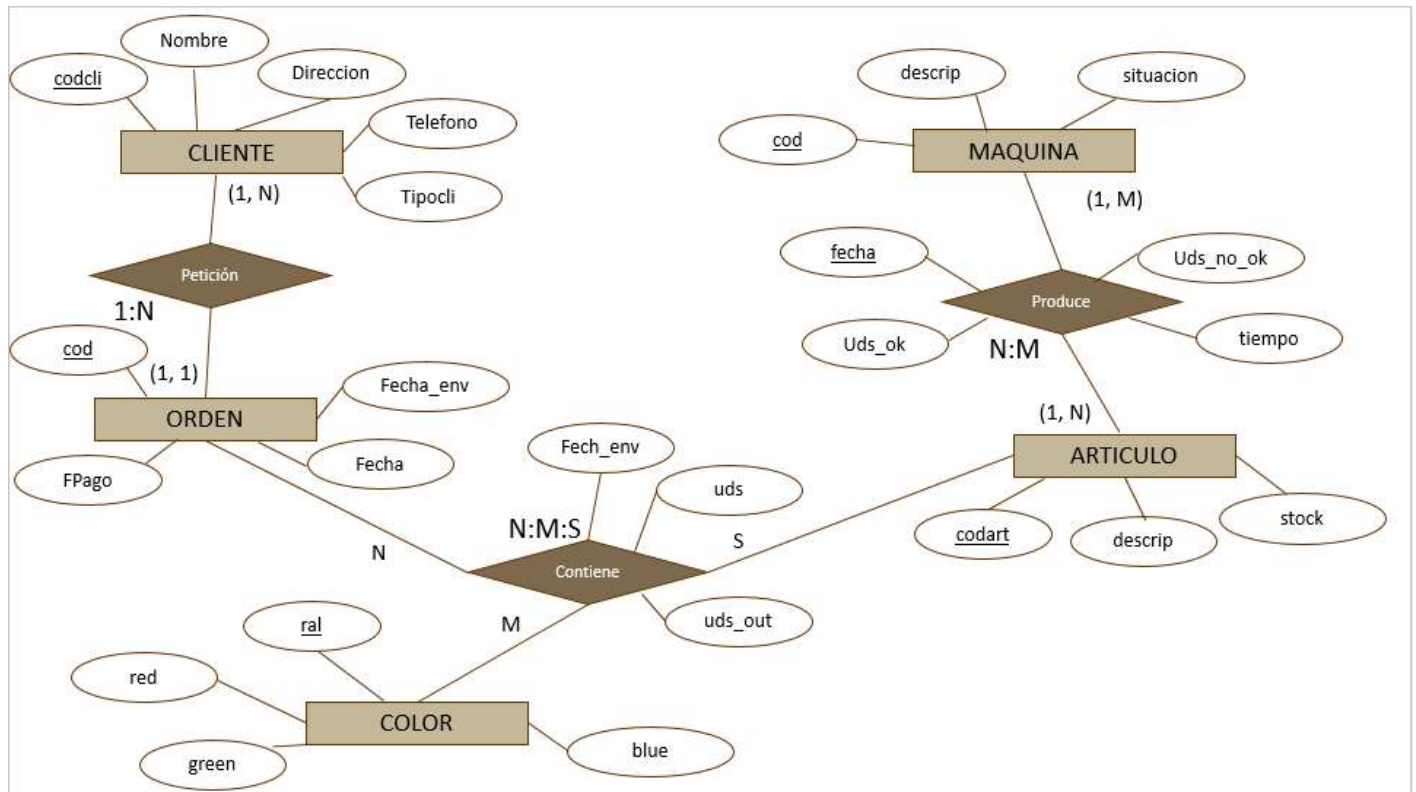 Nombre
codcli
Direccion
Telefono
CLIENTE
Tipocli
(1, N)
Petición
1:N
cod
(1, 1)
Fecha_env
ORDEN
Fecha
FPago
descrip
situacion
cod
MAQUINA
(1, M)
fecha
Uds_no_ok
Produce
Uds_ok
N:M
tiempo
(1, N)
ARTICULO
stock
codart
descrip
Fech_env
uds
N:M:S
N
S
Contiene
M
uds_out
ral
red
COLOR
green
blue